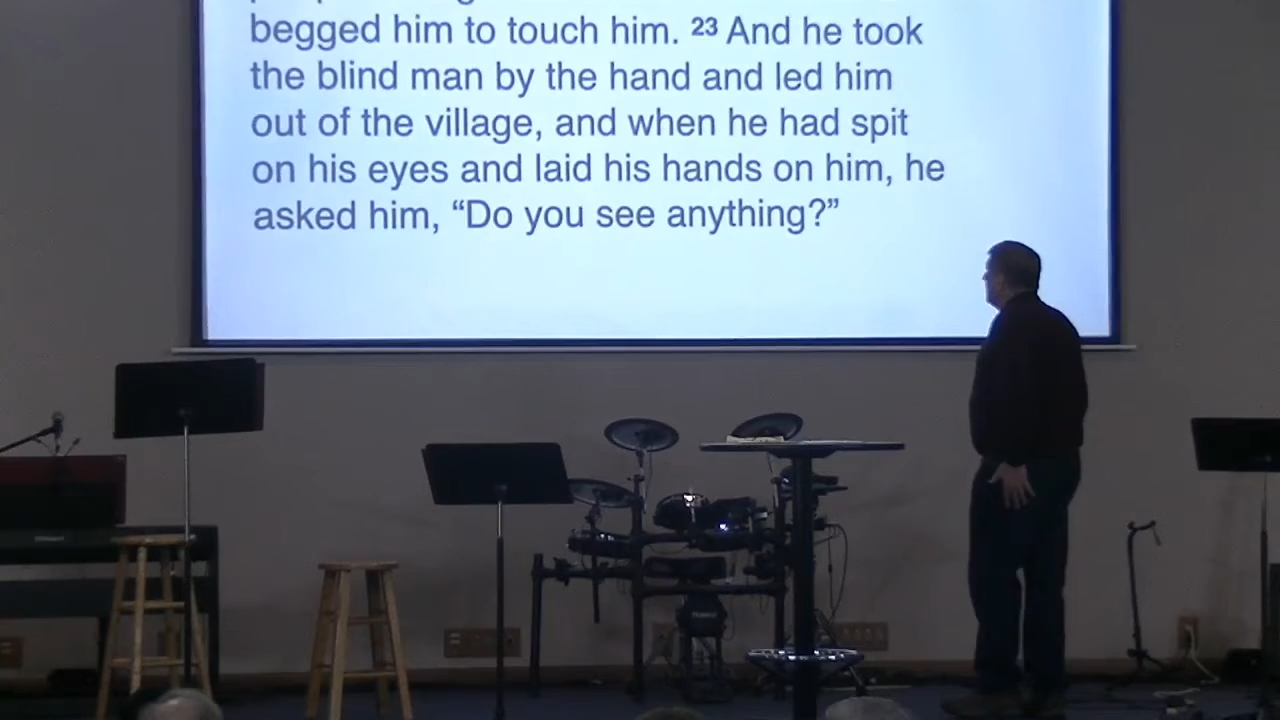 begged him to touch him. 23 And he took
the blind man by the hand and led him
out of the village, and when he had spit
on his eyes and laid his hands on him, he
asked him, “Do you see anything?”